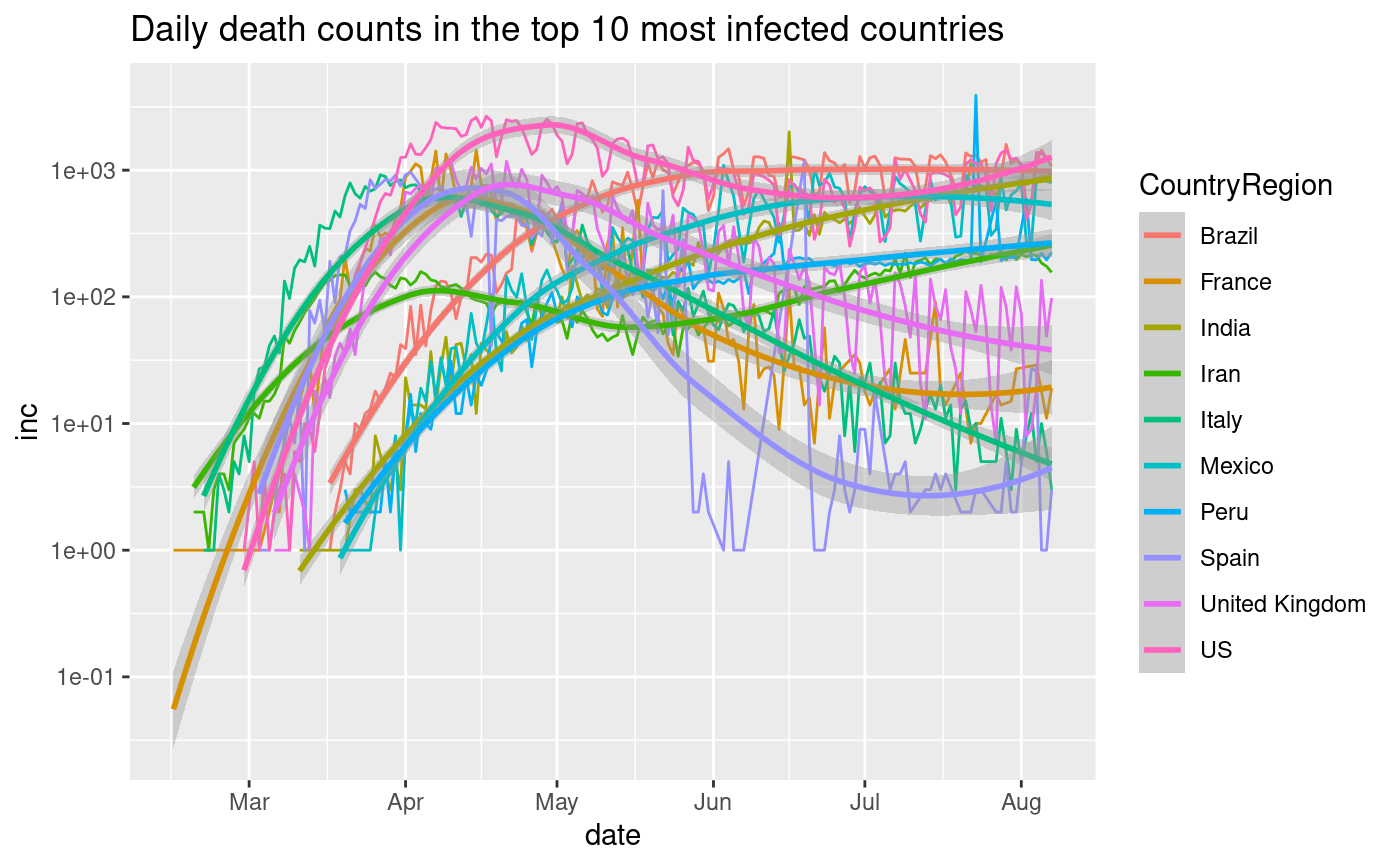 Daily death counts in the top 10 most infected countries
inc
1e+03
1e+02
1e+01
1e+00
1e-01
Mar Apr May Jun Jul Aug
date
CountryRegion
Brazil
France
India
Iran
Italy
Mexico
Peru
Spain
United Kingdom
US